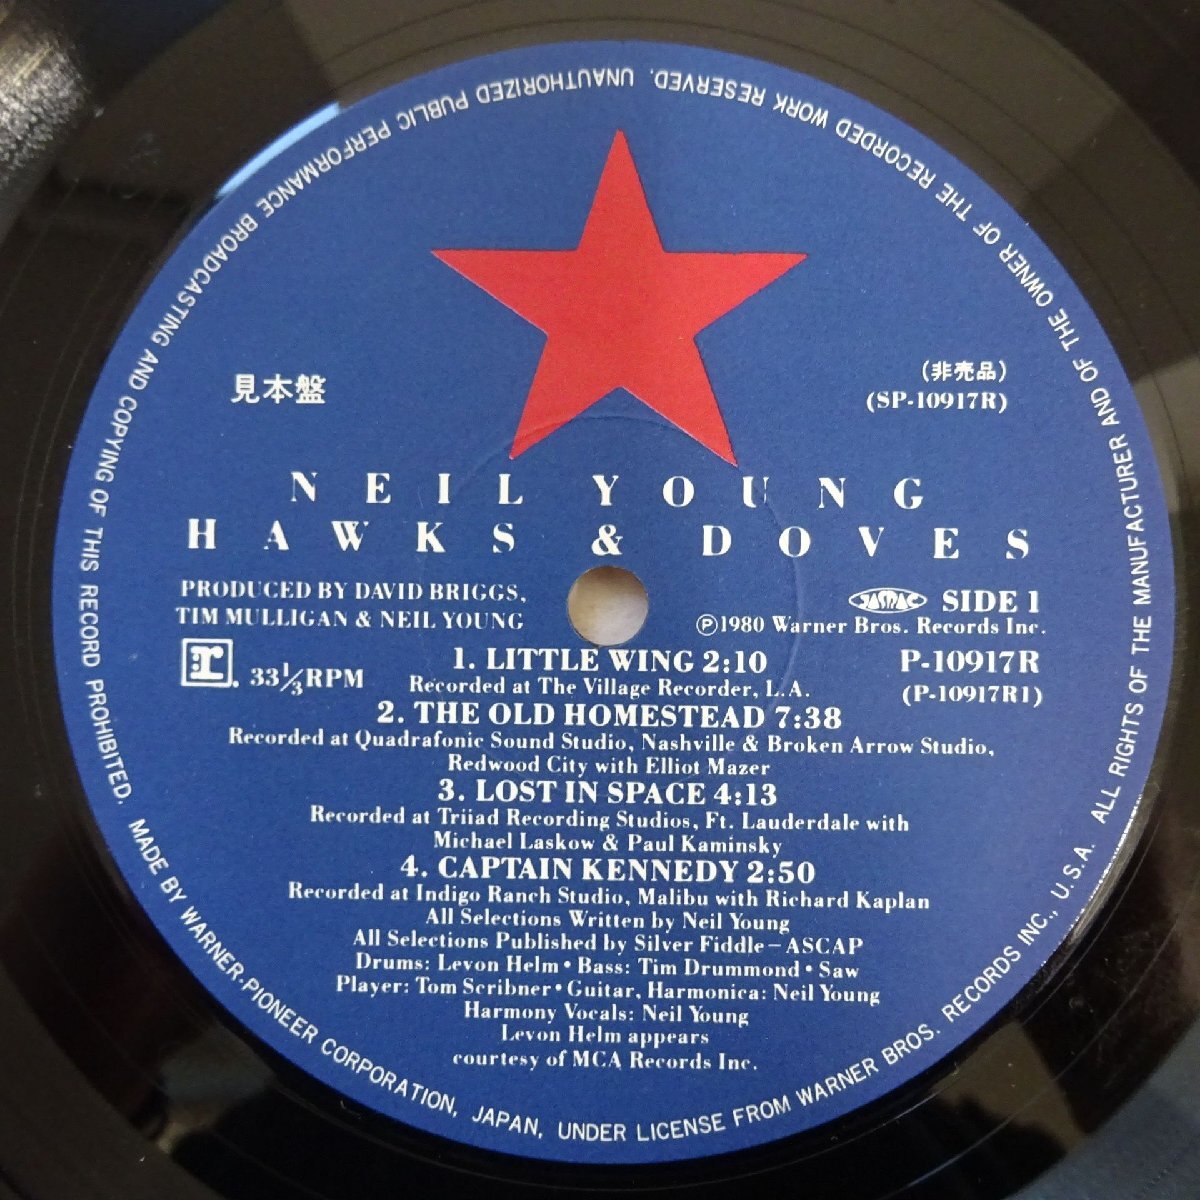 UNAUTHORIZED PUBLIC PERFORMANCE BROADCASTING AND COPYING OF THIS RECORD PROHIBITED. MADE BY WARNER-PIONEER CORPORATION, JAPAN, UNDER LICENSE FROM WARNER BROS. RECORDS INC., U.S.A. ALL RIGHTS OF THE MANUFACTURER AND OF THE OWNER OF THE RECORDED WORK RESERVED.
見本盤
(非売品)
(SP-10917R)
NEIL YOUNG
HAWKS & DOVES
PRODUCED BY DAVID BRIGGS,
TIM MULLIGAN & NEIL YOUNG
JASRAC SIDE 1
Ⓟ1980 Warner Bros. Records Inc.
r. 33⅓RPM
P-10917R
(P-10917R1)
1. LITTLE WING 2:10
Recorded at The Village Recorder, L.A.
2. THE OLD HOMESTEAD 7:38
Recorded at Quadrafonic Sound Studio, Nashville & Broken Arrow Studio,
Redwood City with Elliot Mazer
3. LOST IN SPACE 4:13
Recorded at Triiad Recording Studios, Ft. Lauderdale with
Michael Laskow & Paul Kaminsky
4. CAPTAIN KENNEDY 2:50
Recorded at Indigo Ranch Studio, Malibu with Richard Kaplan
All Selections Written by Neil Young
All Selections Published by Silver Fiddle–ASCAP
Drums: Levon Helm • Bass: Tim Drummond • Saw
Player: Tom Scribner • Guitar, Harmonica: Neil Young
Harmony Vocals: Neil Young
Levon Helm appears
courtesy of MCA Records Inc.